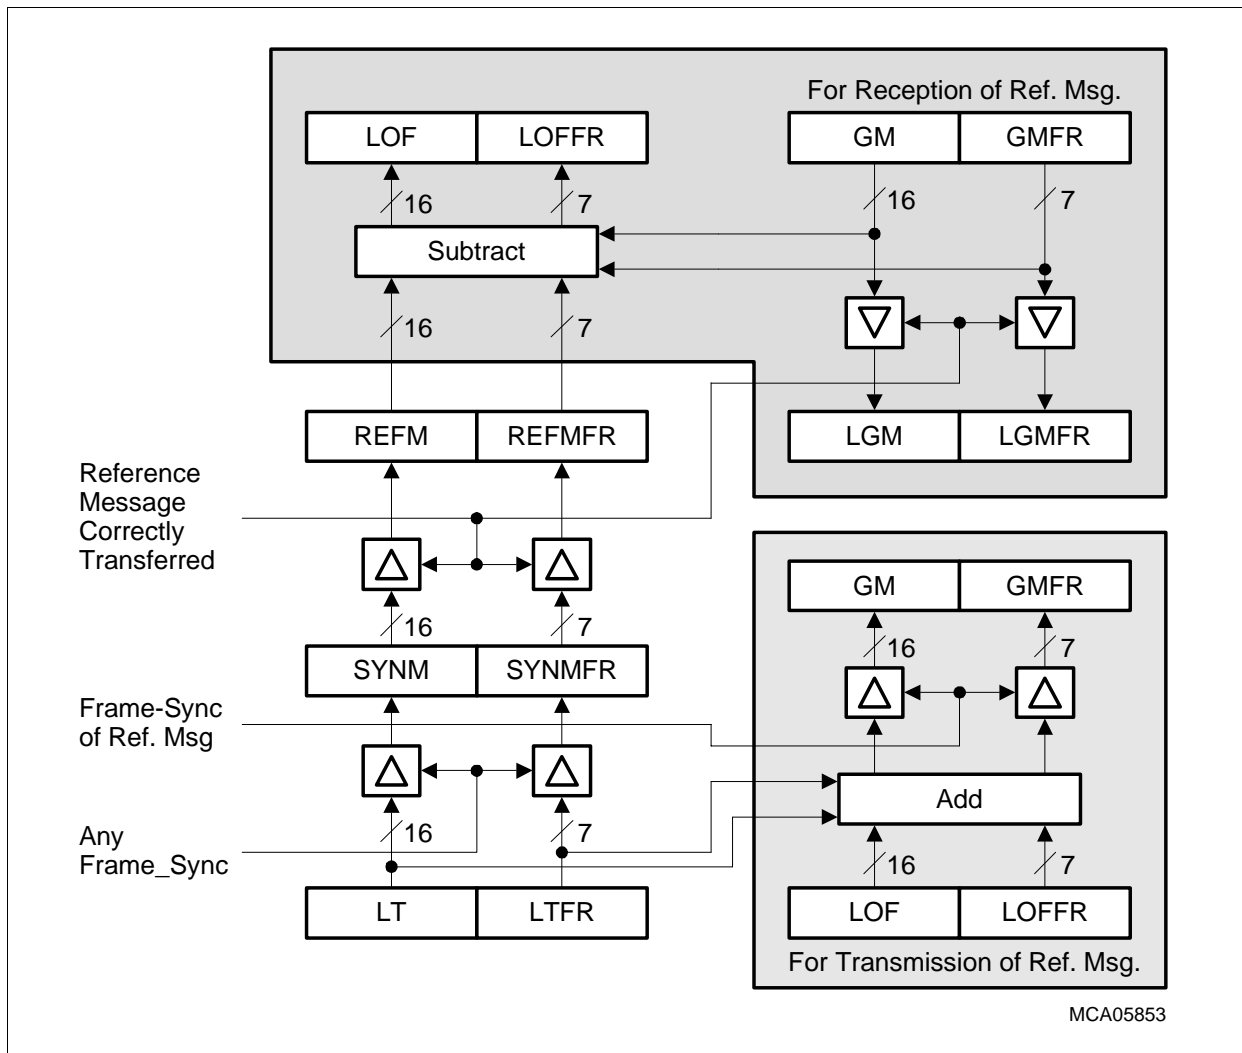 For Reception of Ref. Msg.
LOF LOFFR GM GMFR
16 7 16 7
Subtract
16 7
REFM REFMFR LGM LGMFR
Reference
Message
Correctly
Transferred
GM GMFR
16 7 16 7
SYNM SYNMFR
Frame-Sync
of Ref. Msg
Add
16 7
Any
Frame_Sync
16 7
LT LTFR LOF LOFFR
For Transmission of Ref. Msg.
MCA05853